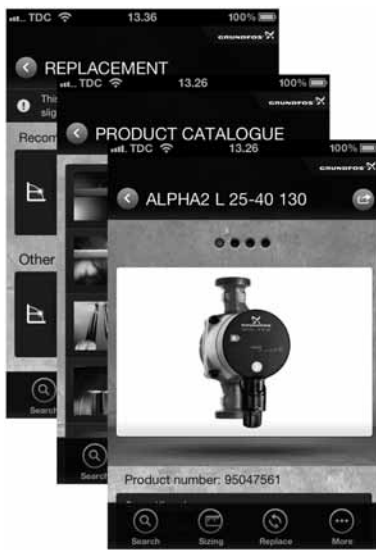 TDC 13.36 100%
GRUNDFOS
REPLACEMENT
This
Recom
Other
Search
TDC 13.26 100%
GRUNDFOS
PRODUCT CATALOGUE
Search
TDC 13.26 100%
GRUNDFOS
ALPHA2 L 25-40 130
GRUNDFOS
Product number: 95047561
Search Sizing Replace More